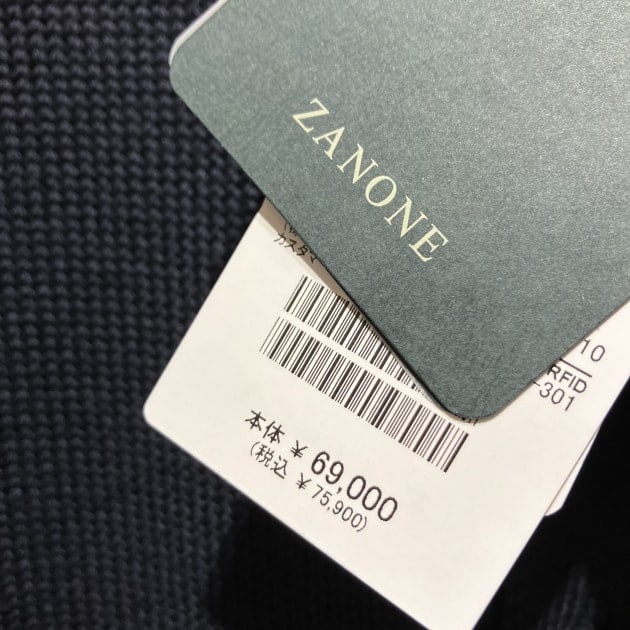 ZANONE
カスタマ
10
RFID
-301
本体 ¥ 69,000
(税込 ¥ 75,900)